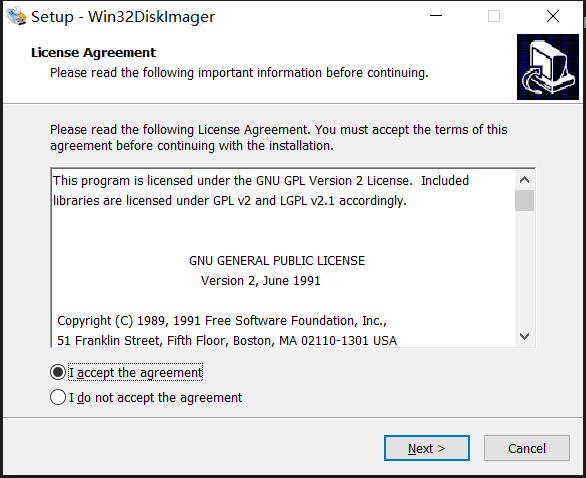 Setup - Win32DiskImager
License Agreement
Please read the following important information before continuing.
Please read the following License Agreement. You must accept the terms of this
agreement before continuing with the installation.
This program is licensed under the GNU GPL Version 2 License.  Included
libraries are licensed under GPL v2 and LGPL v2.1 accordingly.
GNU GENERAL PUBLIC LICENSE
Version 2, June 1991
Copyright (C) 1989, 1991 Free Software Foundation, Inc.,
51 Franklin Street, Fifth Floor, Boston, MA 02110-1301 USA
I accept the agreement
I do not accept the agreement
Next >
Cancel